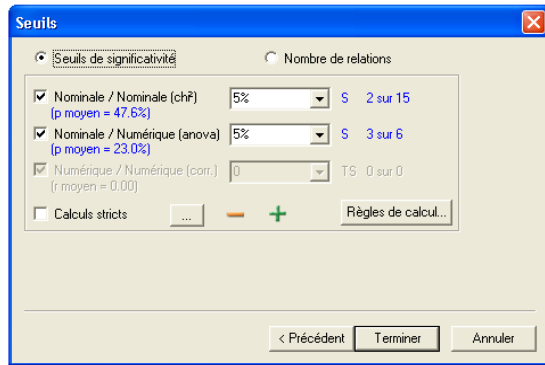 Seuils
Seuils de significativité Nombre de relations
Nominale / Nominale (chi²) 5% S 2 sur 15
(p moyen = 47.6%)
Nominale / Numérique (anova) 5% S 3 sur 6
(p moyen = 23.0%)
Numérique / Numérique (corr.) 0 TS 0 sur 0
(r moyen = 0.00)
Calculs stricts ... Règles de calcul...
< Précédent Terminer Annuler